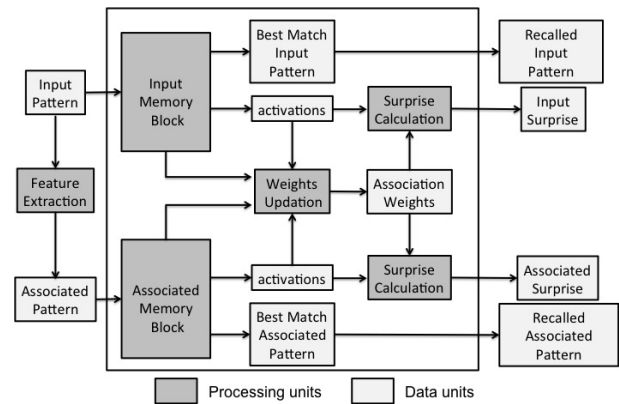 Input
Pattern
Feature
Extraction
Associated
Pattern
Input
Memory
Block
Associated
Memory
Block
Best Match
Input
Pattern
activations
Weights
Updation
activations
Best Match
Associated
Pattern
Surprise
Calculation
Association
Weights
Surprise
Calculation
Recalled
Input
Pattern
Input
Surprise
Associated
Surprise
Recalled
Associated
Pattern
Processing units
Data units